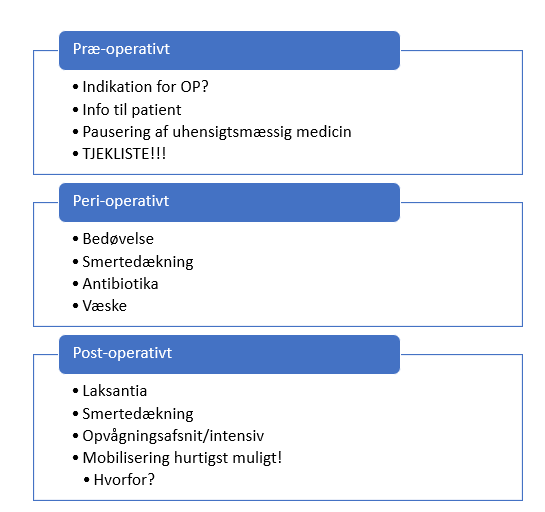 Præ-operativt
• Indikation for OP?
• Info til patient
• Pausering af uhensigtsmæssig medicin
• TJEKLISTE!!!
Peri-operativt
• Bedøvelse
• Smertedækning
• Antibiotika
• Væske
Post-operativt
• Laksantia
• Smertedækning
• Opvågningsafsnit/intensiv
• Mobilisering hurtigst muligt!
• Hvorfor?